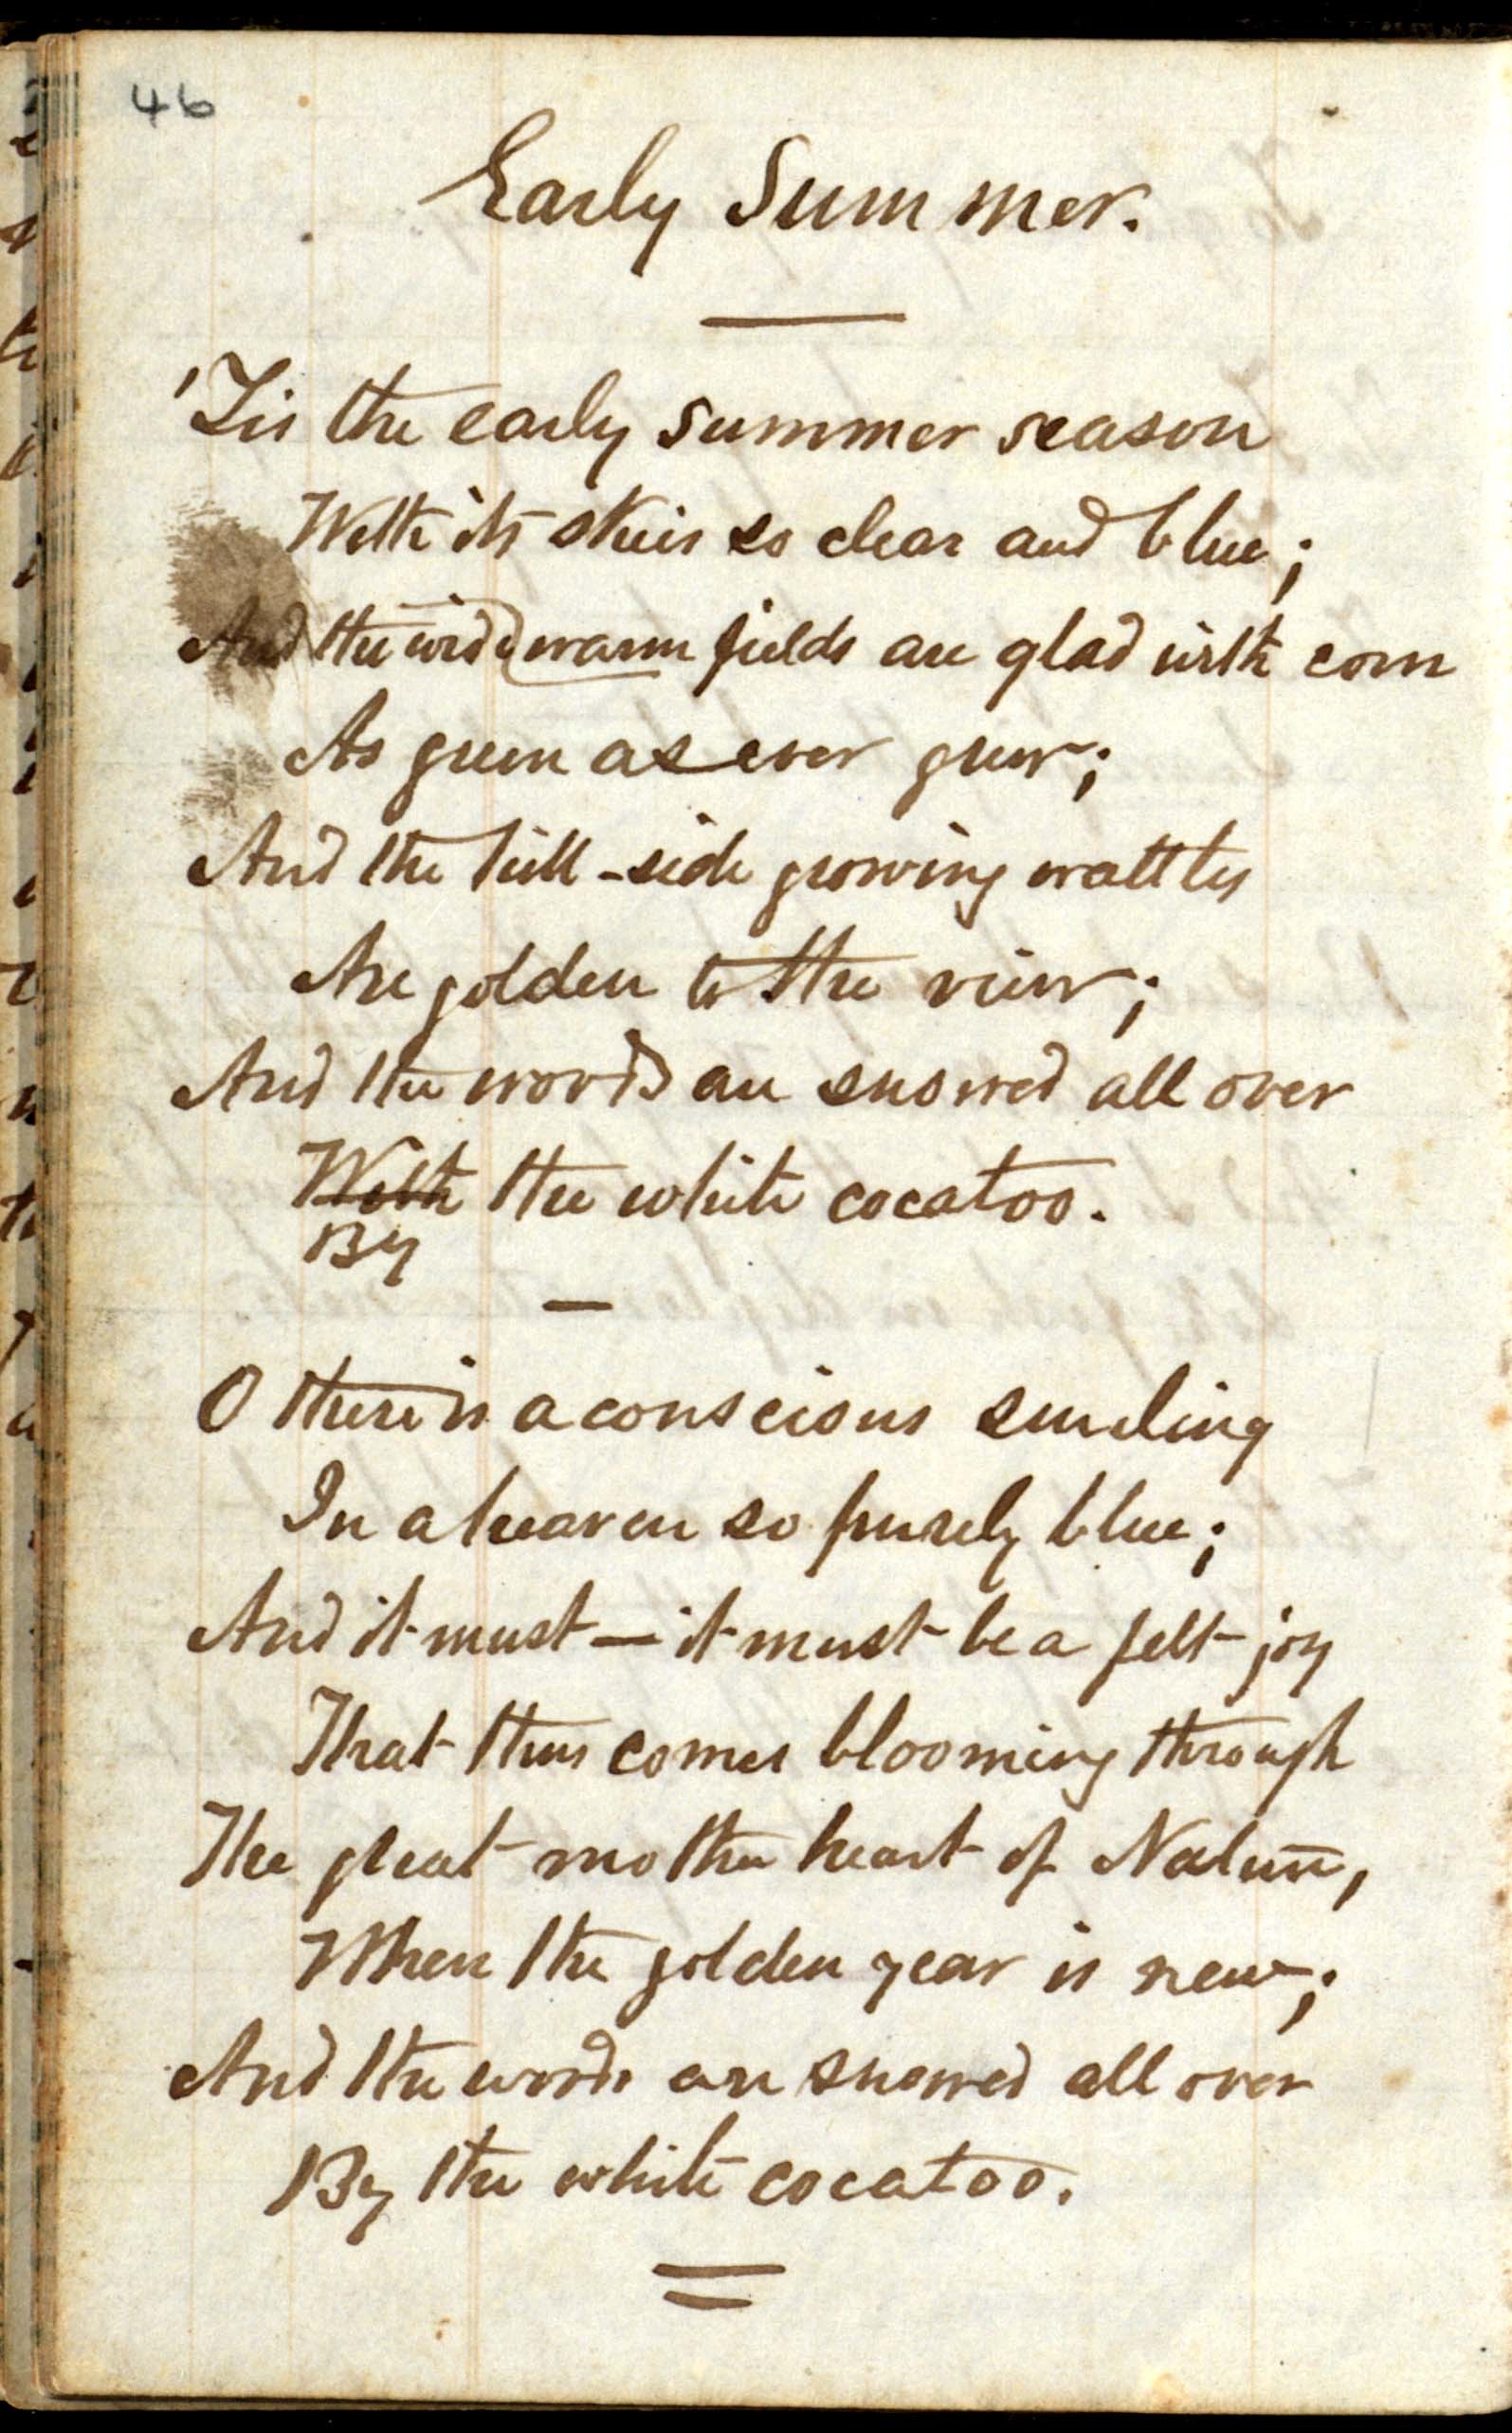 46
Early Summer.
'Tis the early summer season
With its skies so clear and blue;
And the wide warm fields are glad with corn
As green as ever grew;
And the hill-side growing wattles
Are golden to the view;
And the woods are snowed all over
With the white cocatoo.
By
O there is a conscious smiling
In a heaven so purely blue;
And it must — it must be a felt joy
That thus comes blooming through
The great mother heart of Nature,
When the golden year is new;
And the woods are snowed all over
By the white cocatoo.